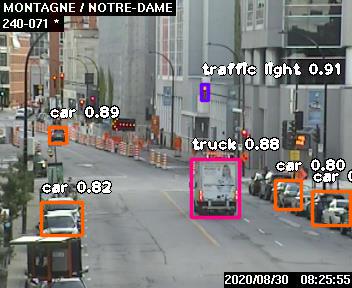 MONTAGNE / NOTRE-DAME
240-071 *
traffic light 0.91
car 0.89
truck 0.88
car 0.80
car 0.82
2020/08/30 08:25:55